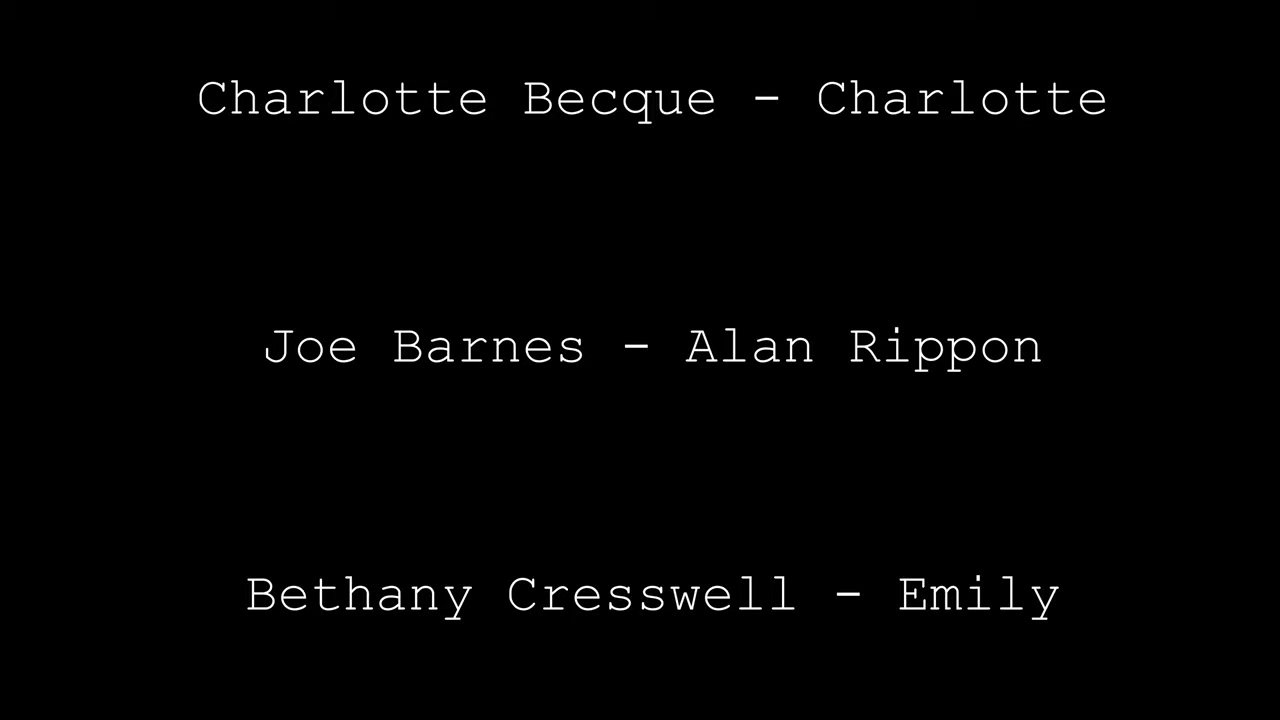 Charlotte Becque - Charlotte
Joe Barnes - Alan Rippon
Bethany Cresswell - Emily